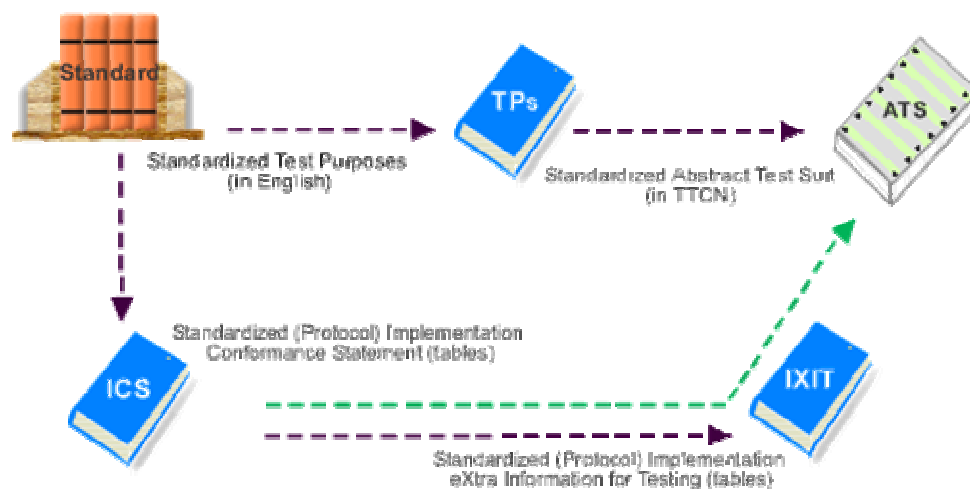 Standard
TPs
ATS
Standardized Test Purposes
(in English)
Standardized Abstract Test Suit
(in TTCN)
Standardized (Protocol) Implementation
Conformance Statement (tables)
ICS
IXIT
Standardized (Protocol) Implementation
eXtra Information for Testing (tables)